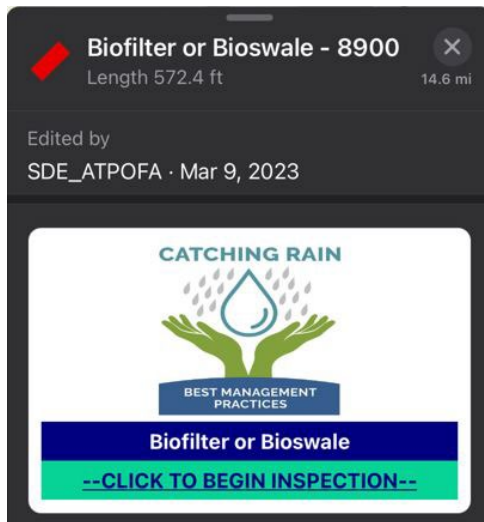 Biofilter or Bioswale - 8900
Length 572.4 ft
14.6 mi
Edited by
SDE_ATPOFA · Mar 9, 2023
CATCHING RAIN
BEST MANAGEMENT
PRACTICES
Biofilter or Bioswale
--CLICK TO BEGIN INSPECTION--